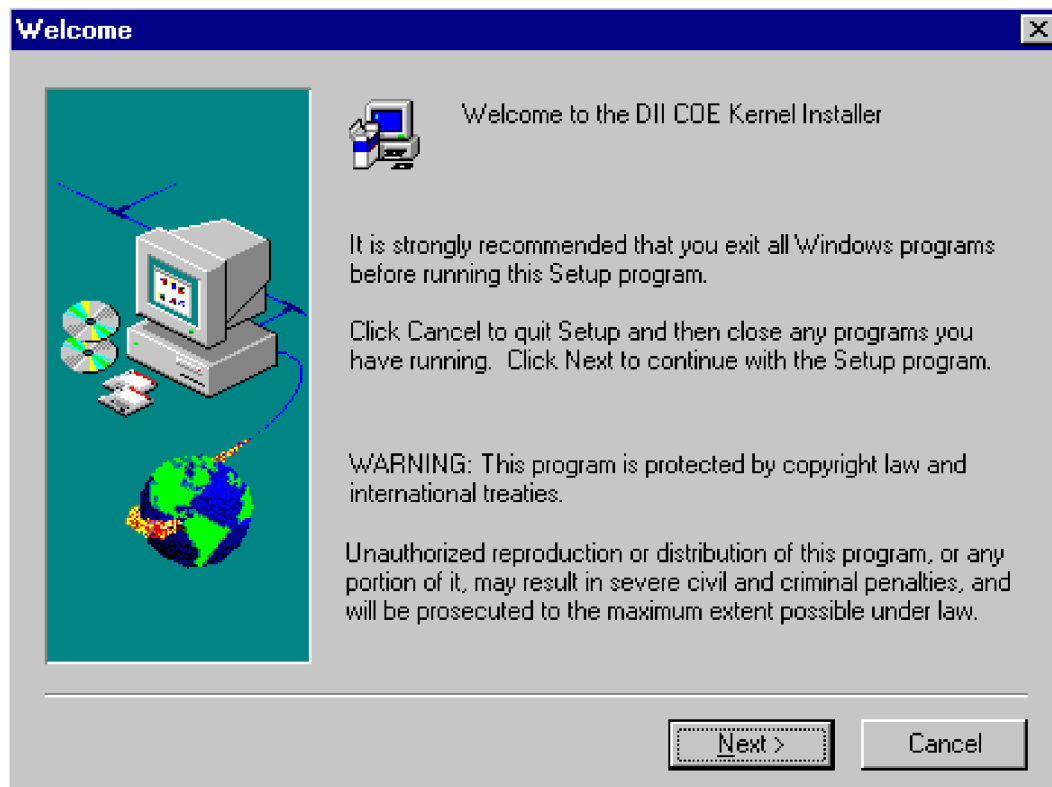 Welcome
Welcome to the DII COE Kernel Installer
It is strongly recommended that you exit all Windows programs
before running this Setup program.
Click Cancel to quit Setup and then close any programs you
have running.  Click Next to continue with the Setup program.
WARNING: This program is protected by copyright law and
international treaties.
Unauthorized reproduction or distribution of this program, or any
portion of it, may result in severe civil and criminal penalties, and
will be prosecuted to the maximum extent possible under law.
Next >
Cancel